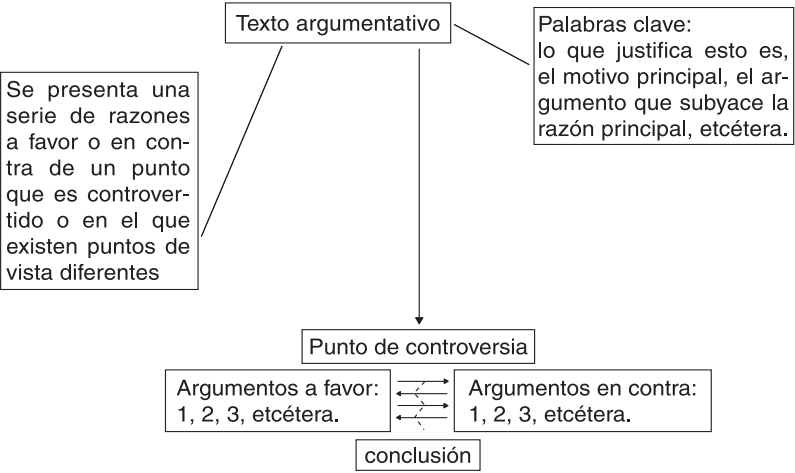 Texto argumentativo
Palabras clave:
lo que justifica esto es,
el motivo principal, el ar-
gumento que subyace la
razón principal, etcétera.
Se presenta una
serie de razones
a favor o en con-
tra de un punto
que es controver-
tido o en el que
existen puntos de
vista diferentes
Punto de controversia
Argumentos a favor:
1, 2, 3, etcétera.
Argumentos en contra:
1, 2, 3, etcétera.
conclusión